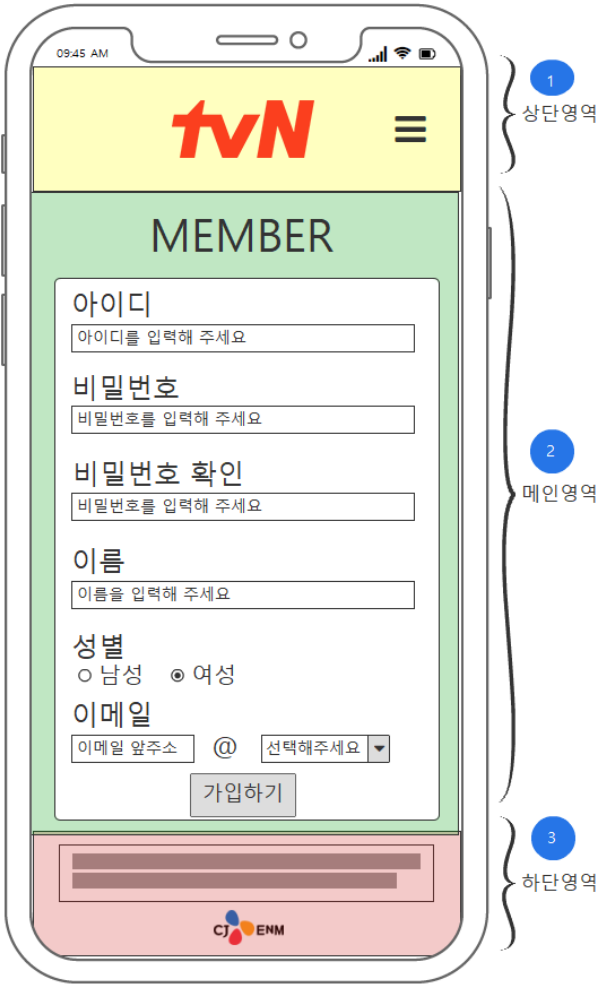 09:45 AM
tvN
1
상단영역
MEMBER
아이디
아이디를 입력해 주세요
비밀번호
비밀번호를 입력해 주세요
비밀번호 확인
비밀번호를 입력해 주세요
2
메인영역
이름
이름을 입력해 주세요
성별
남성 여성
이메일
이메일 앞주소 @ 선택해주세요
가입하기
3
하단영역
CJ ENM